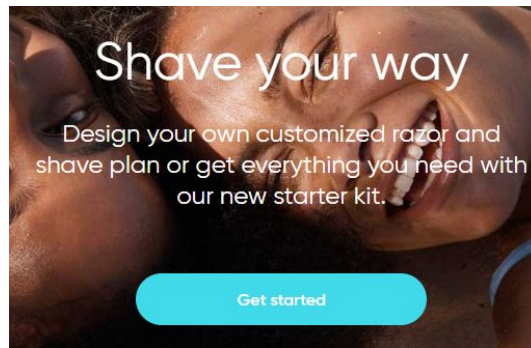 Shave your way
Design your own customized razor and
shave plan or get everything you need with
our new starter kit.
Get started